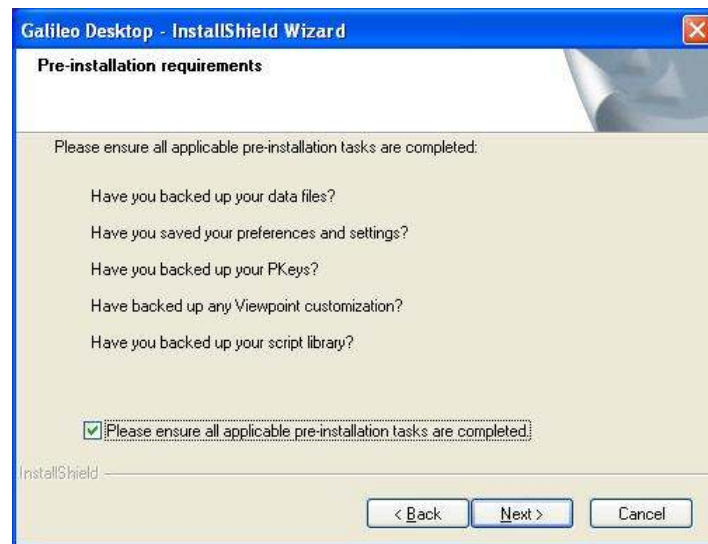 Galileo Desktop - InstallShield Wizard
Pre-installation requirements
Please ensure all applicable pre-installation tasks are completed:
Have you backed up your data files?
Have you saved your preferences and settings?
Have you backed up your PKeys?
Have backed up any Viewpoint customization?
Have you backed up your script library?
Please ensure all applicable pre-installation tasks are completed.
InstallShield
< Back Next > Cancel